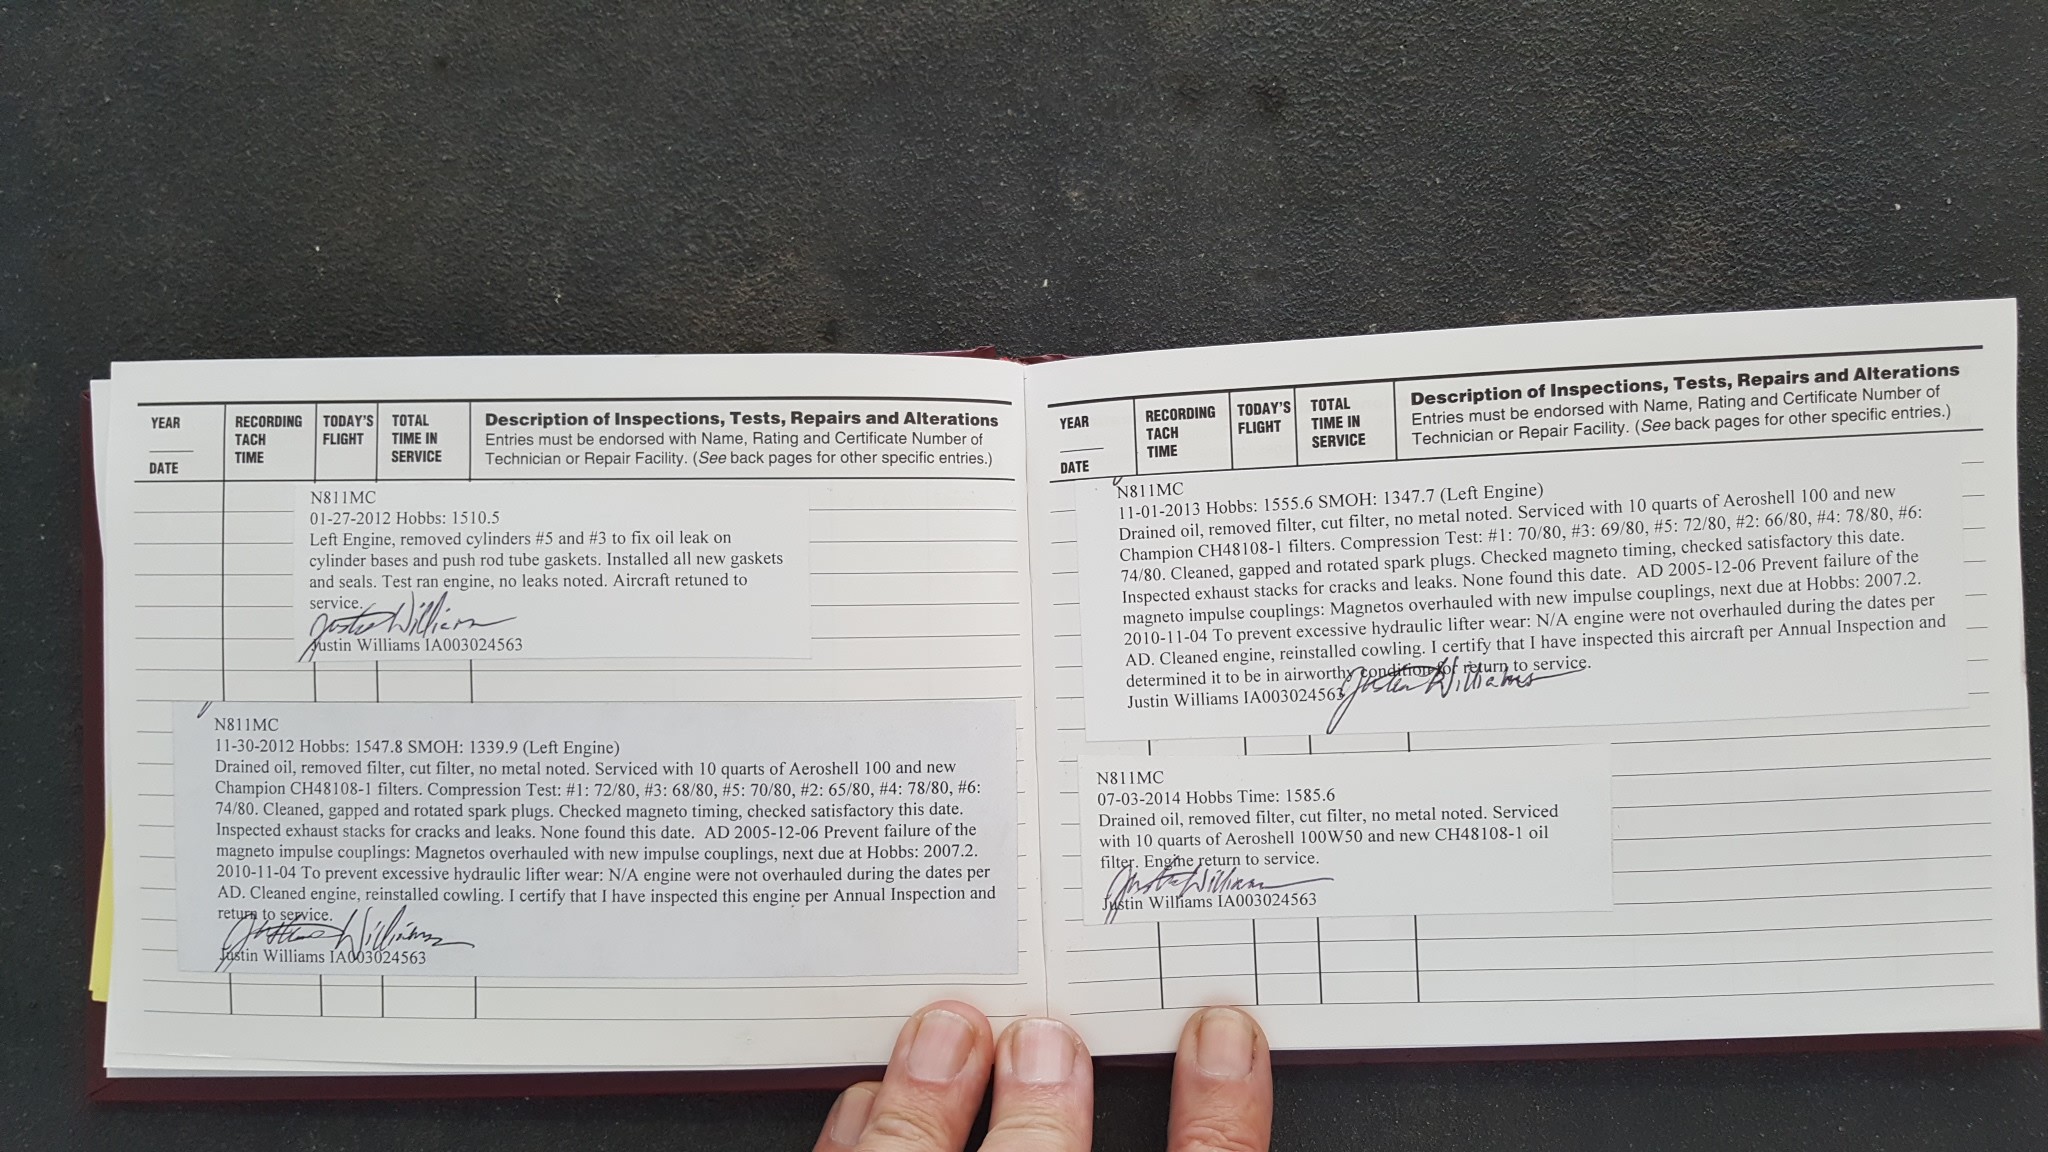 YEAR
DATE
RECORDING
TACH
TIME
TODAY'S
FLIGHT
TOTAL
TIME IN
SERVICE
Description of Inspections, Tests, Repairs and Alterations
Entries must be endorsed with Name, Rating and Certificate Number of
Technician or Repair Facility. (See back pages for other specific entries.)
N811MC
01-27-2012 Hobbs: 1510.5
Left Engine, removed cylinders #5 and #3 to fix oil leak on
cylinder bases and push rod tube gaskets. Installed all new gaskets
and seals. Test ran engine, no leaks noted. Aircraft retuned to
service.
Justin Williams
Justin Williams IA003024563
N811MC
11-30-2012 Hobbs: 1547.8 SMOH: 1339.9 (Left Engine)
Drained oil, removed filter, cut filter, no metal noted. Serviced with 10 quarts of Aeroshell 100 and new
Champion CH48108-1 filters. Compression Test: #1: 72/80, #3: 68/80, #5: 70/80, #2: 65/80, #4: 78/80, #6:
74/80. Cleaned, gapped and rotated spark plugs. Checked magneto timing, checked satisfactory this date.
Inspected exhaust stacks for cracks and leaks. None found this date. AD 2005-12-06 Prevent failure of the
magneto impulse couplings: Magnetos overhauled with new impulse couplings, next due at Hobbs: 2007.2.
2010-11-04 To prevent excessive hydraulic lifter wear: N/A engine were not overhauled during the dates per
AD. Cleaned engine, reinstalled cowling. I certify that I have inspected this engine per Annual Inspection and
return to service.
Justin Williams
Justin Williams IA003024563
YEAR
DATE
RECORDING
TACH
TIME
TODAY'S
FLIGHT
TOTAL
TIME IN
SERVICE
Description of Inspections, Tests, Repairs and Alterations
Entries must be endorsed with Name, Rating and Certificate Number of
Technician or Repair Facility. (See back pages for other specific entries.)
N811MC
11-01-2013 Hobbs: 1555.6 SMOH: 1347.7 (Left Engine)
Drained oil, removed filter, cut filter, no metal noted. Serviced with 10 quarts of Aeroshell 100 and new
Champion CH48108-1 filters. Compression Test: #1: 70/80, #3: 69/80, #5: 72/80, #2: 66/80, #4: 78/80, #6:
74/80. Cleaned, gapped and rotated spark plugs. Checked magneto timing, checked satisfactory this date.
Inspected exhaust stacks for cracks and leaks. None found this date. AD 2005-12-06 Prevent failure of the
magneto impulse couplings: Magnetos overhauled with new impulse couplings, next due at Hobbs: 2007.2.
2010-11-04 To prevent excessive hydraulic lifter wear: N/A engine were not overhauled during the dates per
AD. Cleaned engine, reinstalled cowling. I certify that I have inspected this aircraft per Annual Inspection and
determined it to be in airworthy condition for return to service.
Justin Williams IA003024563 Justin Williams
N811MC
07-03-2014 Hobbs Time: 1585.6
Drained oil, removed filter, cut filter, no metal noted. Serviced
with 10 quarts of Aeroshell 100W50 and new CH48108-1 oil
filter. Engine return to service.
Justin Williams
Justin Williams IA003024563